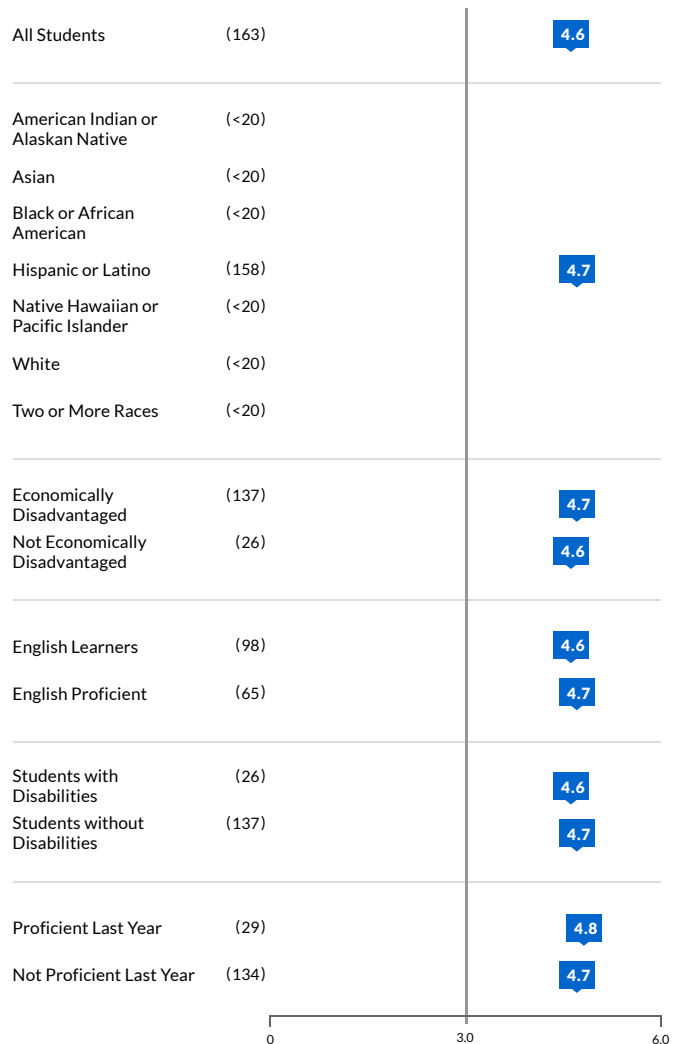 All Students (163) 4.6
American Indian or (<20)
Alaskan Native
Asian (<20)
Black or African (<20)
American
Hispanic or Latino (158) 4.7
Native Hawaiian or (<20)
Pacific Islander
White (<20)
Two or More Races (<20)
Economically (137) 4.7
Disadvantaged
Not Economically (26) 4.6
Disadvantaged
English Learners (98) 4.6
English Proficient (65) 4.7
Students with (26) 4.6
Disabilities
Students without (137) 4.7
Disabilities
Proficient Last Year (29) 4.8
Not Proficient Last Year (134) 4.7
0 3.0 6.0